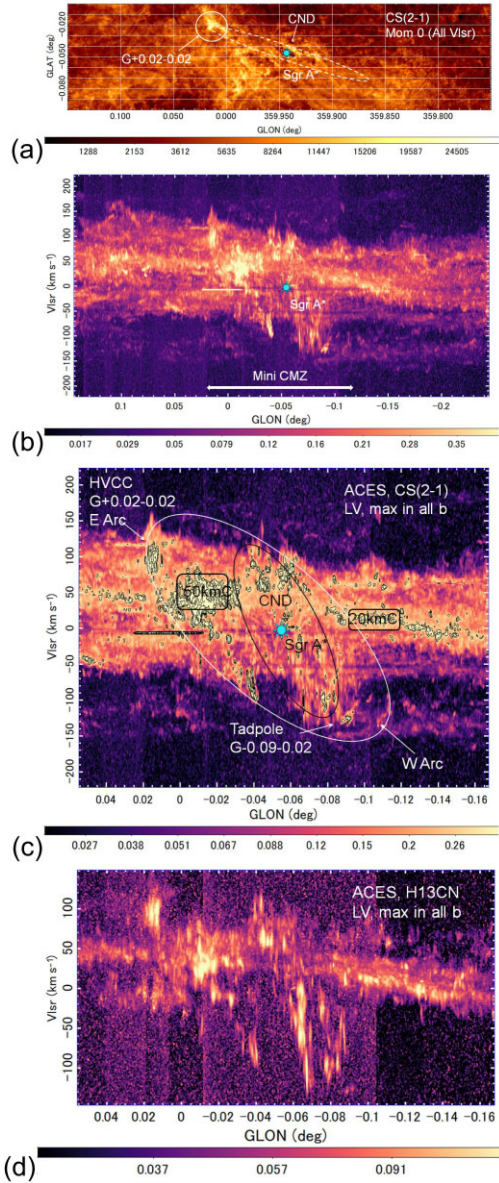 CND
CS(2-1)
Mom 0 (All Vlsr)
G+0.02-0.02
Sgr A*
GLAT (deg)
-0.020
-0.050
-0.080
0.100
0.050
0.000
359.950
359.900
359.850
359.800
GLON (deg)
(a)
1288
2153
3612
5635
8264
11447
15206
19587
24505
Vlsr (km s⁻¹)
150
100
50
0
-50
-100
-150
-200
Sgr A*
Mini CMZ
0.1
0.05
0
-0.05
-0.1
-0.15
-0.2
GLON (deg)
(b)
0.017
0.029
0.05
0.079
0.12
0.16
0.21
0.28
0.35
HVCC
G+0.02-0.02
E Arc
ACES, CS(2-1)
LV, max in all b
50kmC
CND
20kmC
Sgr A*
Tadpole
G-0.09-0.02
W Arc
Vlsr (km s⁻¹)
200
150
100
50
0
-50
-100
-150
-200
0.04
0.02
0
-0.02
-0.04
-0.06
-0.08
-0.1
-0.12
-0.14
GLON (deg)
(c)
0.027
0.038
0.051
0.067
0.088
0.12
0.15
0.2
0.26
ACES, H13CN
LV, max in all b
Vlsr (km s⁻¹)
100
50
0
-50
-100
0.04
0.02
0
-0.02
-0.04
-0.06
-0.08
-0.1
-0.12
-0.14
-0.16
GLON (deg)
(d)
0.037
0.057
0.091